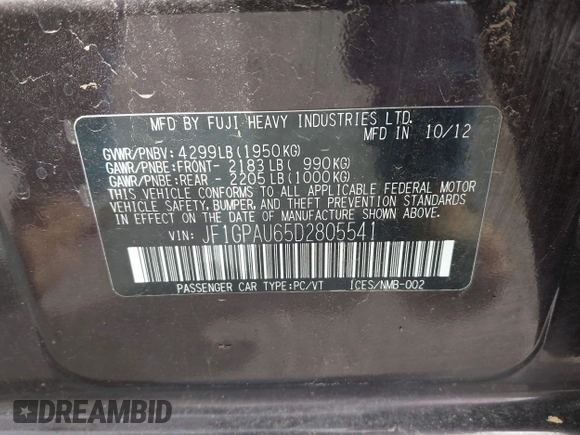 MFD BY FUJI HEAVY INDUSTRIES LTD.
MFD IN 10/12
GVWR/PNBV: 4299LB(1950KG)
GAWR/PNBE:FRONT- 2183LB( 990KG)
GAWR/PNBE:REAR - 2205LB(1000KG)
THIS VEHICLE CONFORMS TO ALL APPLICABLE FEDERAL MOTOR
VEHICLE SAFETY, BUMPER, AND THEFT PREVENTION STANDARDS
IN EFFECT ON THE DATE OF MANUFACTURE SHOWN ABOVE.
VIN: JF1GPAU65D2805541
PASSENGER CAR TYPE:PC/VT ICES/NMB-002
DREAMBID